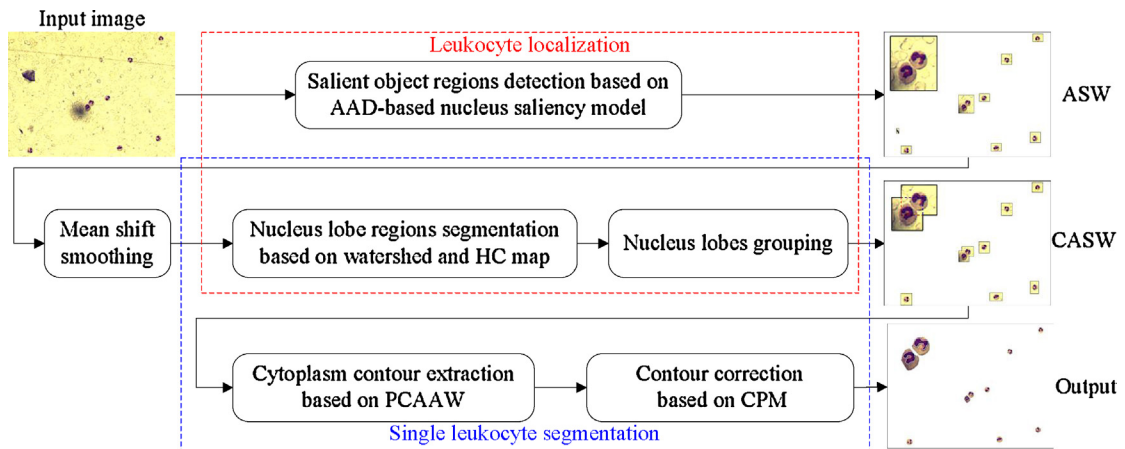 Input image
Leukocyte localization
Salient object regions detection based on
AAD-based nucleus saliency model
ASW
Mean shift
smoothing
Nucleus lobe regions segmentation
based on watershed and HC map
Nucleus lobes grouping
CASW
Cytoplasm contour extraction
based on PCAAW
Contour correction
based on CPM
Output
Single leukocyte segmentation